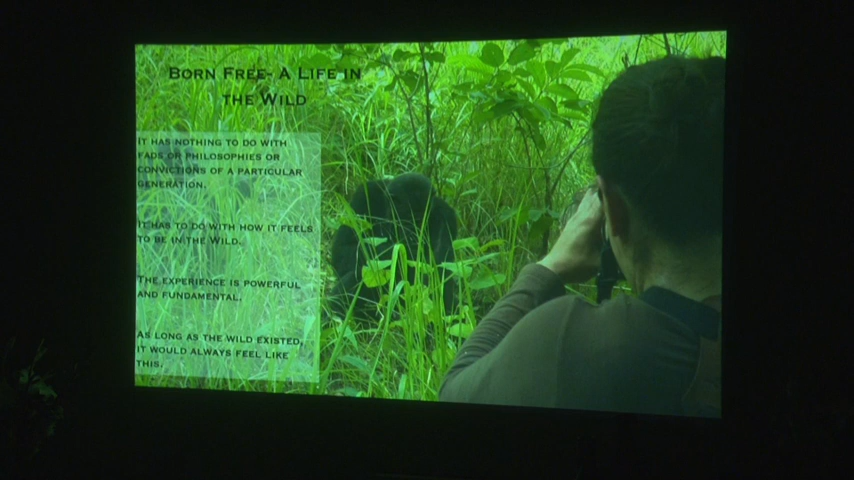 Born Free- A Life in
the Wild
It has nothing to do with
fads or philosophies or
convictions of a particular
generation.
It has to do with how it feels
to be in the Wild.
The experience is powerful
and fundamental.
As long as the wild existed,
it would always feel like
this.